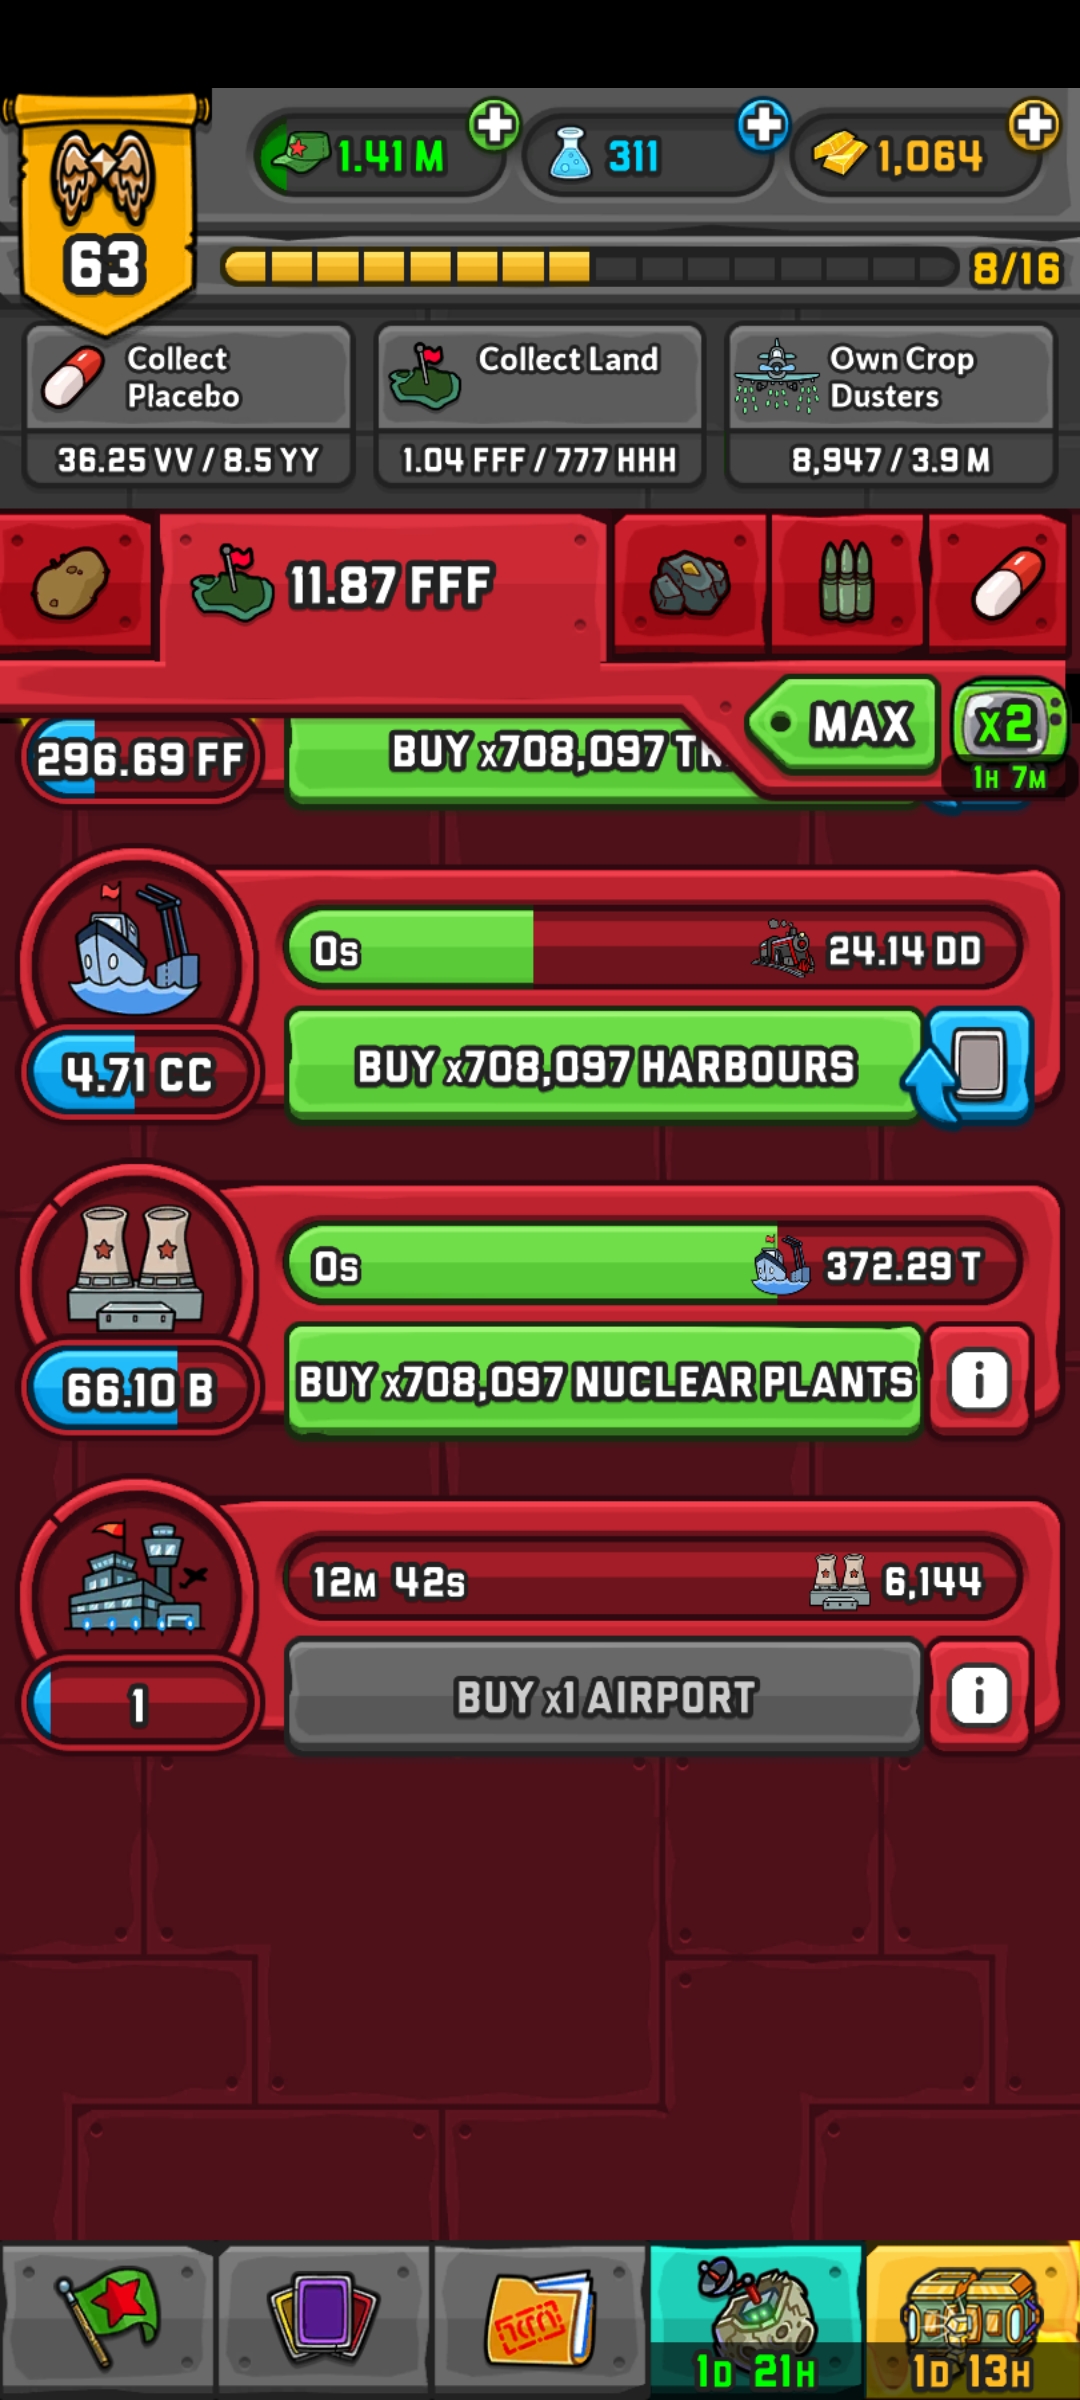 1.41 M
311
1,064
63
8/16
Collect
Placebo
36.25 VV / 8.5 YY
Collect Land
1.04 FFF / 777 HHH
Own Crop
Dusters
8,947 / 3.9 M
11.87 FFF
MAX
x2
1H 7M
296.69 FF
BUY x708,097
0s
24.14 DD
4.71 CC
BUY x708,097 HARBOURS
0s
372.29 T
66.10 B
BUY x708,097 NUCLEAR PLANTS
i
12M 42s
6,144
1
BUY x1 AIRPORT
i
1D 21H
1D 13H